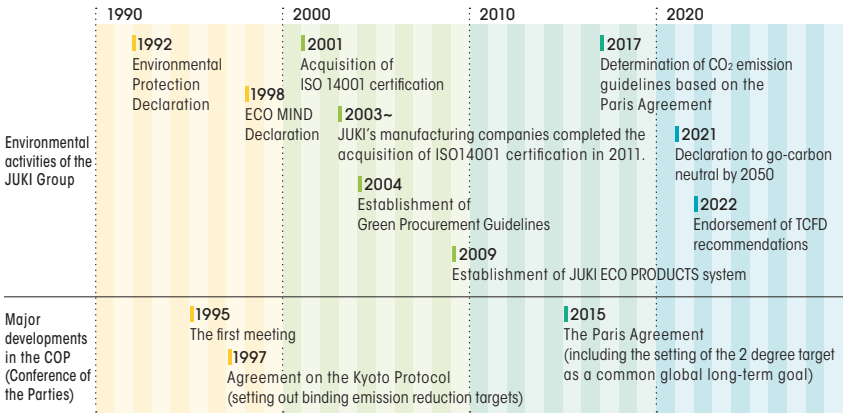 1990
2000
2010
2020
Environmental
activities of the
JUKI Group
1992
Environmental
Protection
Declaration
1998
ECO MIND
Declaration
2001
Acquisition of
ISO 14001 certification
2003~
JUKI's manufacturing companies completed the
acquisition of ISO14001 certification in 2011.
2004
Establishment of
Green Procurement Guidelines
2009
Establishment of JUKI ECO PRODUCTS system
2017
Determination of CO₂ emission
guidelines based on the
Paris Agreement
2021
Declaration to go-carbon
neutral by 2050
2022
Endorsement of TCFD
recommendations
Major
developments
in the COP
(Conference of
the Parties)
1995
The first meeting
1997
Agreement on the Kyoto Protocol
(setting out binding emission reduction targets)
2015
The Paris Agreement
(including the setting of the 2 degree target
as a common global long-term goal)